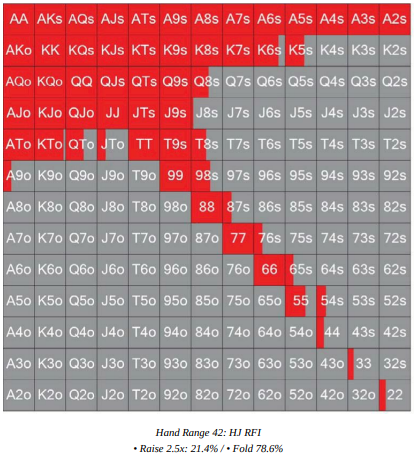 AA AKs AQs AJs ATs A9s A8s A7s A6s A5s A4s A3s A2s
AKo KK KQs KJs KTs K9s K8s K7s K6s K5s K4s K3s K2s
AQo KQo QQ QJs QTs Q9s Q8s Q7s Q6s Q5s Q4s Q3s Q2s
AJo KJo QJo JJ JTs J9s J8s J7s J6s J5s J4s J3s J2s
ATo KTo QTo JTo TT T9s T8s T7s T6s T5s T4s T3s T2s
A9o K9o Q9o J9o T9o 99 98s 97s 96s 95s 94s 93s 92s
A8o K8o Q8o J8o T8o 98o 88 87s 86s 85s 84s 83s 82s
A7o K7o Q7o J7o T7o 97o 87o 77 76s 75s 74s 73s 72s
A6o K6o Q6o J6o T6o 96o 86o 76o 66 65s 64s 63s 62s
A5o K5o Q5o J5o T5o 95o 85o 75o 65o 55 54s 53s 52s
A4o K4o Q4o J4o T4o 94o 84o 74o 64o 54o 44 43s 42s
A3o K3o Q3o J3o T3o 93o 83o 73o 63o 53o 43o 33 32s
A2o K2o Q2o J2o T2o 92o 82o 72o 62o 52o 42o 32o 22
Hand Range 42: HJ RFI
• Raise 2.5x: 21.4% / • Fold 78.6%